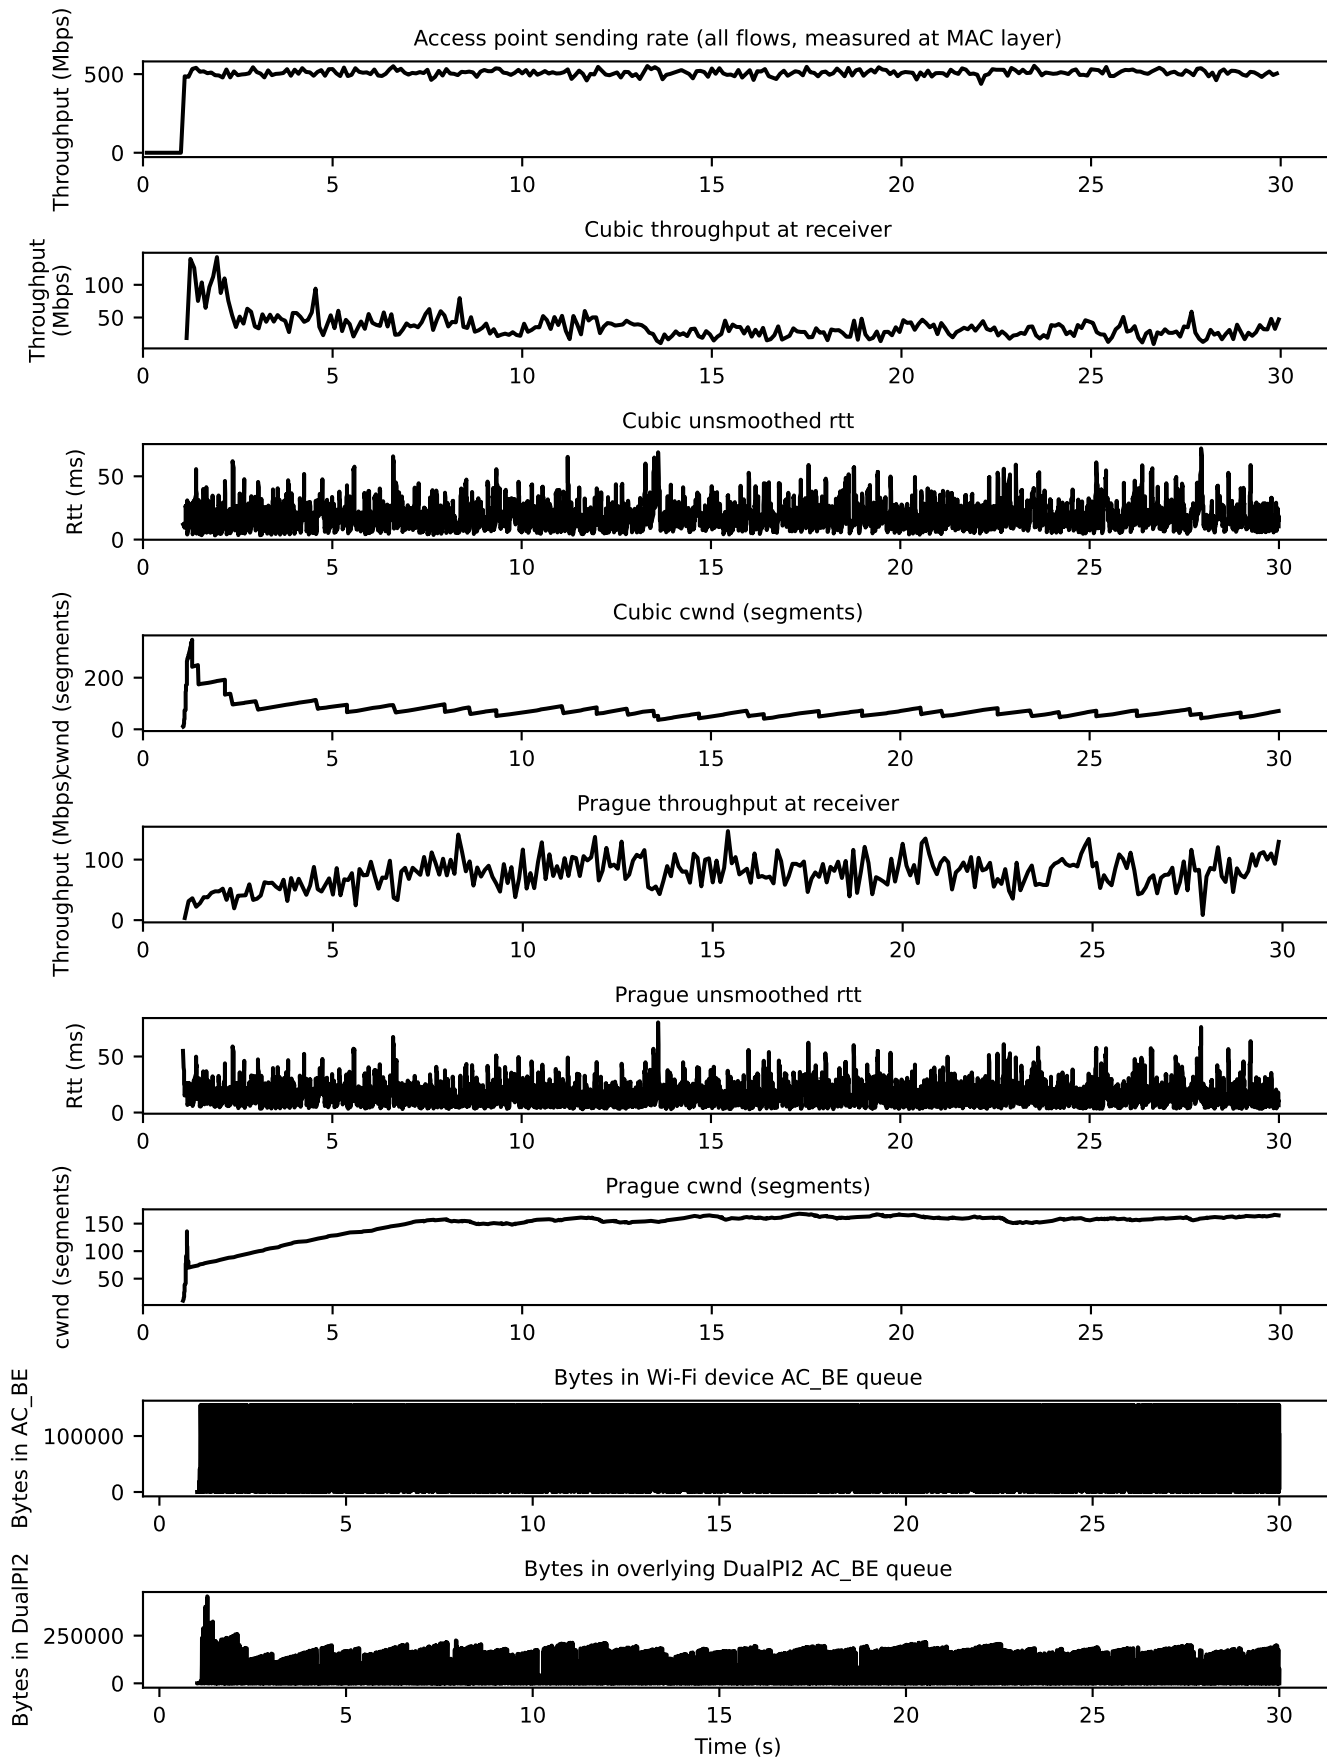 Access point sending rate (all flows, measured at MAC layer)
Throughput (Mbps)
500
0
0 5 10 15 20 25 30
Cubic throughput at receiver
Throughput
(Mbps)
100
50
0 5 10 15 20 25 30
Cubic unsmoothed rtt
Rtt (ms)
50
0
0 5 10 15 20 25 30
Cubic cwnd (segments)
cwnd (segments)
200
0
0 5 10 15 20 25 30
Prague throughput at receiver
Throughput (Mbps)
100
0
0 5 10 15 20 25 30
Prague unsmoothed rtt
Rtt (ms)
50
0
0 5 10 15 20 25 30
Prague cwnd (segments)
cwnd (segments)
150
100
50
0 5 10 15 20 25 30
Bytes in Wi-Fi device AC_BE queue
Bytes in AC_BE
100000
0
0 5 10 15 20 25 30
Bytes in overlying DualPI2 AC_BE queue
Bytes in DualPI2
250000
0
0 5 10 15 20 25 30
Time (s)